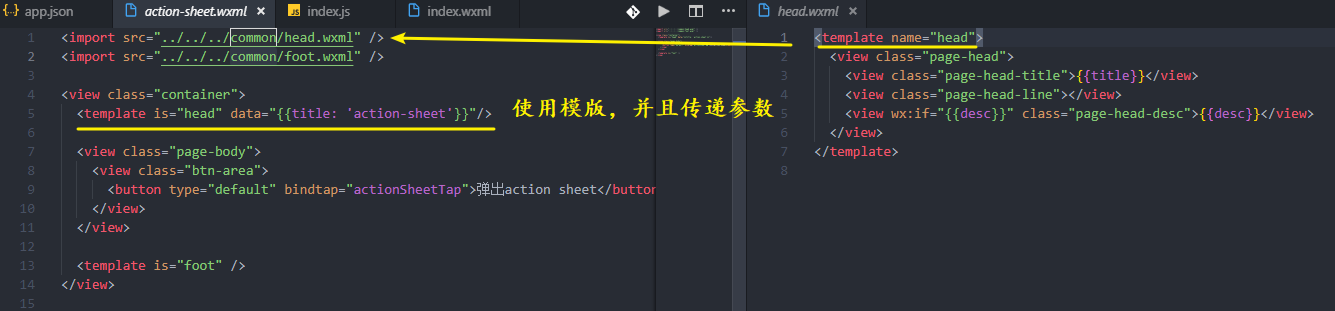 app.json
action-sheet.wxml
index.js
index.wxml
1 <import src="../../../common/head.wxml" />
2 <import src="../../../common/foot.wxml" />
3
4 <view class="container">
5 <template is="head" data="{{title: 'action-sheet'}}"/>
6
7 <view class="page-body">
8 <view class="btn-area">
9 <button type="default" bindtap="actionSheetTap">弹出action sheet</button
10 </view>
11 </view>
12
13 <template is="foot" />
14 </view>
15
使用模版，并且传递参数
head.wxml
1 <template name="head">
2 <view class="page-head">
3 <view class="page-head-title">{{title}}</view>
4 <view class="page-head-line"></view>
5 <view wx:if="{{desc}}" class="page-head-desc">{{desc}}</view>
6 </view>
7 </template>
8